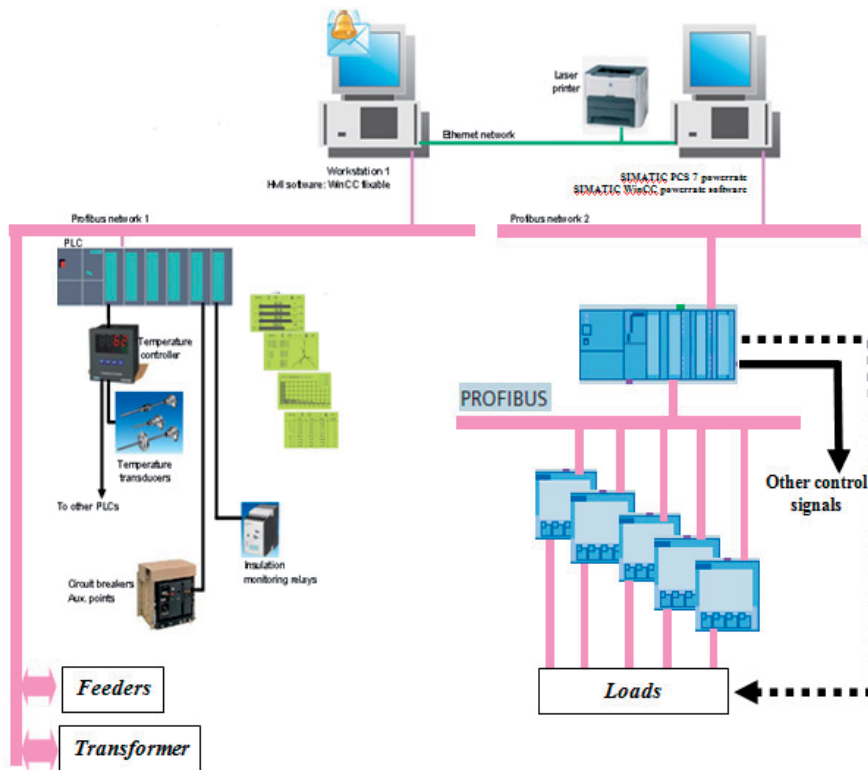 Laser
printer
Ethernet network
Workstation 1
HMI software: WinCC flixable
SIMATIC PCS 7 powerrate
SIMATIC WinCC powerrate software
Profibus network 1
Profibus network 2
PLC
Temperature
controller
PROFIBUS
Temperature
transducers
To other PLCs
Other control
signals
Insulation
monitoring relays
Circuit breakers
Aux. points
Feeders
Loads
Transformer